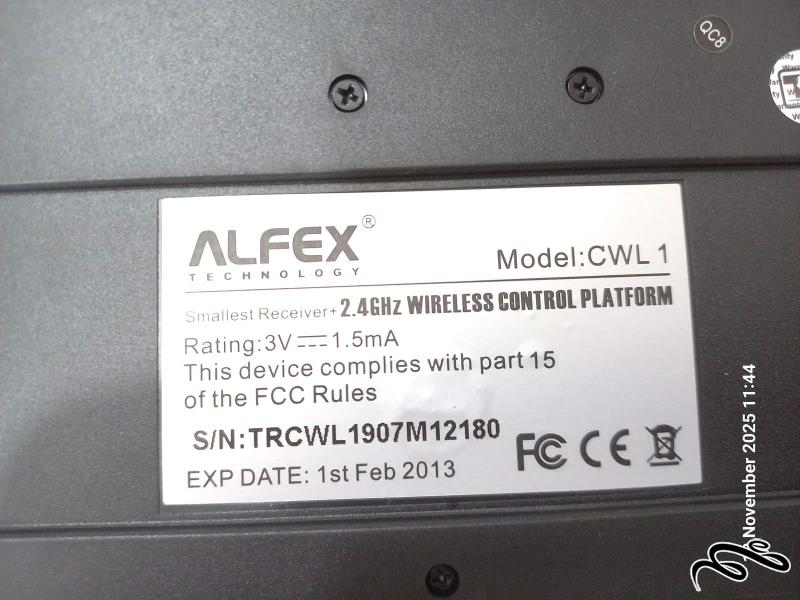 QC8
ALFEX®
TECHNOLOGY
Model:CWL 1
Smallest Receiver+2.4GHz WIRELESS CONTROL PLATFORM
Rating:3V 1.5mA
This device complies with part 15
of the FCC Rules
S/N:TRCWL1907M12180
FC CE
EXP DATE: 1st Feb 2013
November 2025 11:44